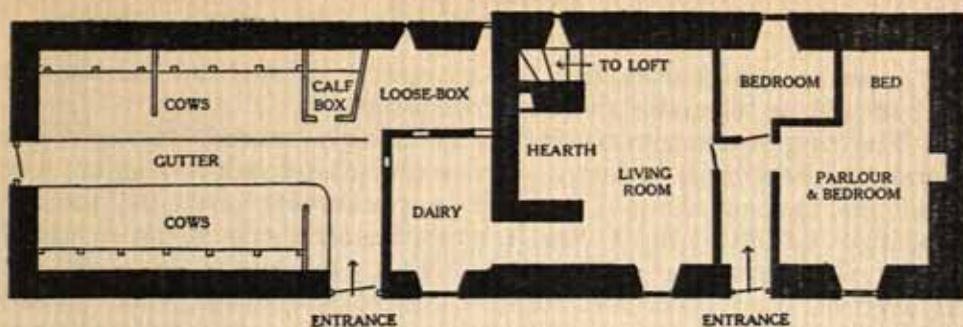 TO LOFT
CALF
BOX
LOOSE-BOX
BEDROOM
BED
COWS
HEARTH
GUTTER
LIVING
ROOM
PARLOUR
& BEDROOM
DAIRY
COWS
ENTRANCE
ENTRANCE